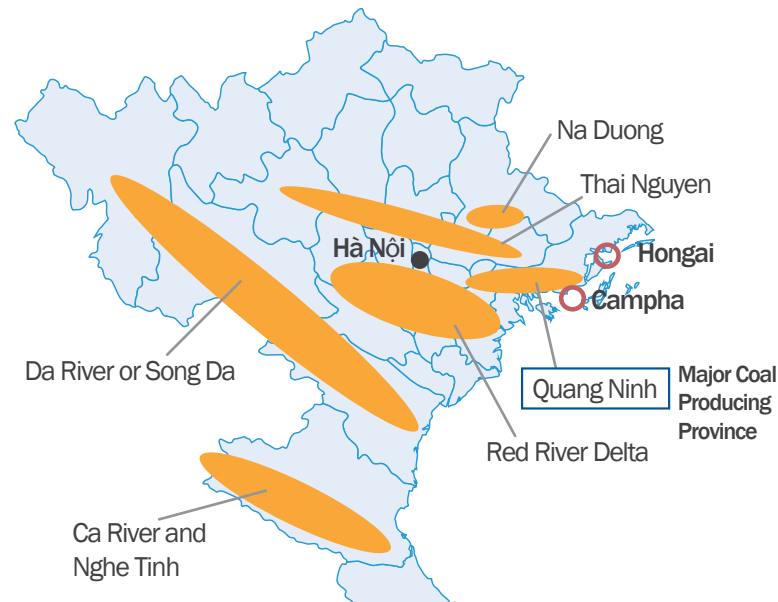 Na Duong
Thai Nguyen
Hà Nội
Hongai
Campha
Da River or Song Da
Quang Ninh
Major Coal
Producing
Province
Red River Delta
Ca River and
Nghe Tinh